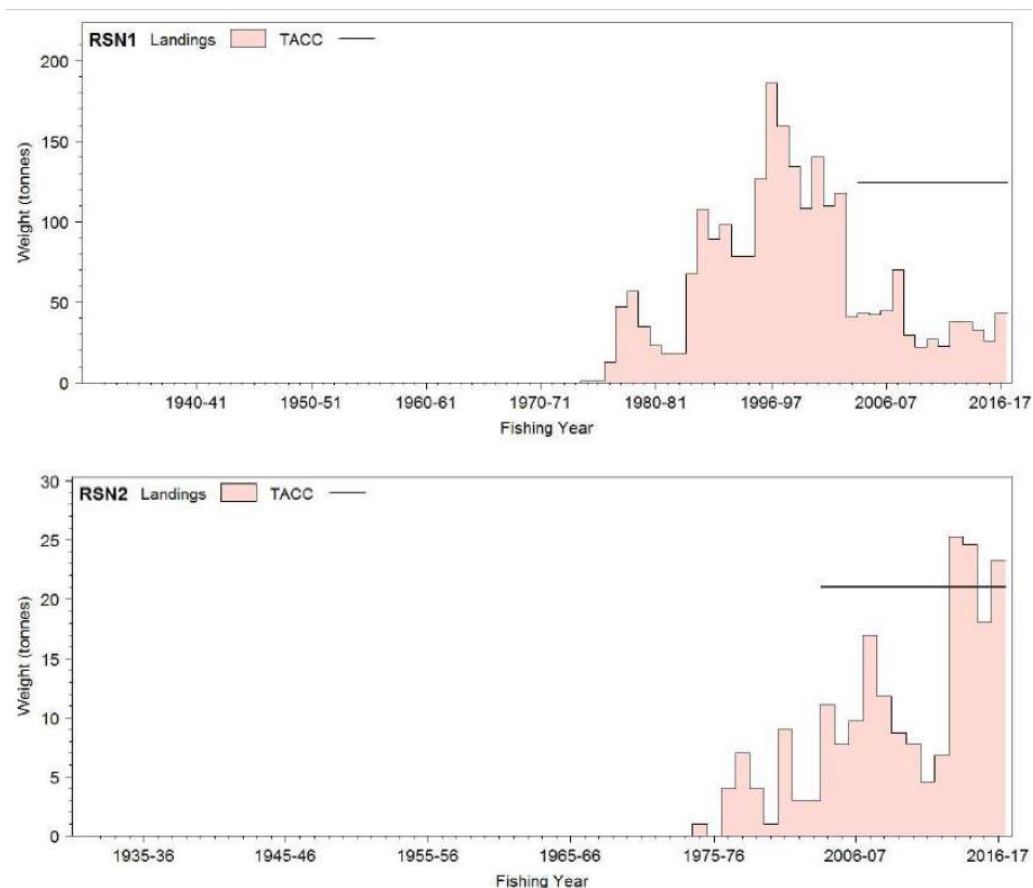 RSN1 Landings TACC
200
150
100
50
0
Weight (tonnes)
1940-41 1950-51 1960-61 1970-71 1980-81 1996-97 2006-07 2016-17
Fishing Year
RSN2 Landings TACC
30
25
20
15
10
5
0
Weight (tonnes)
1935-36 1945-46 1955-56 1965-66 1975-76 2006-07 2016-17
Fishing Year